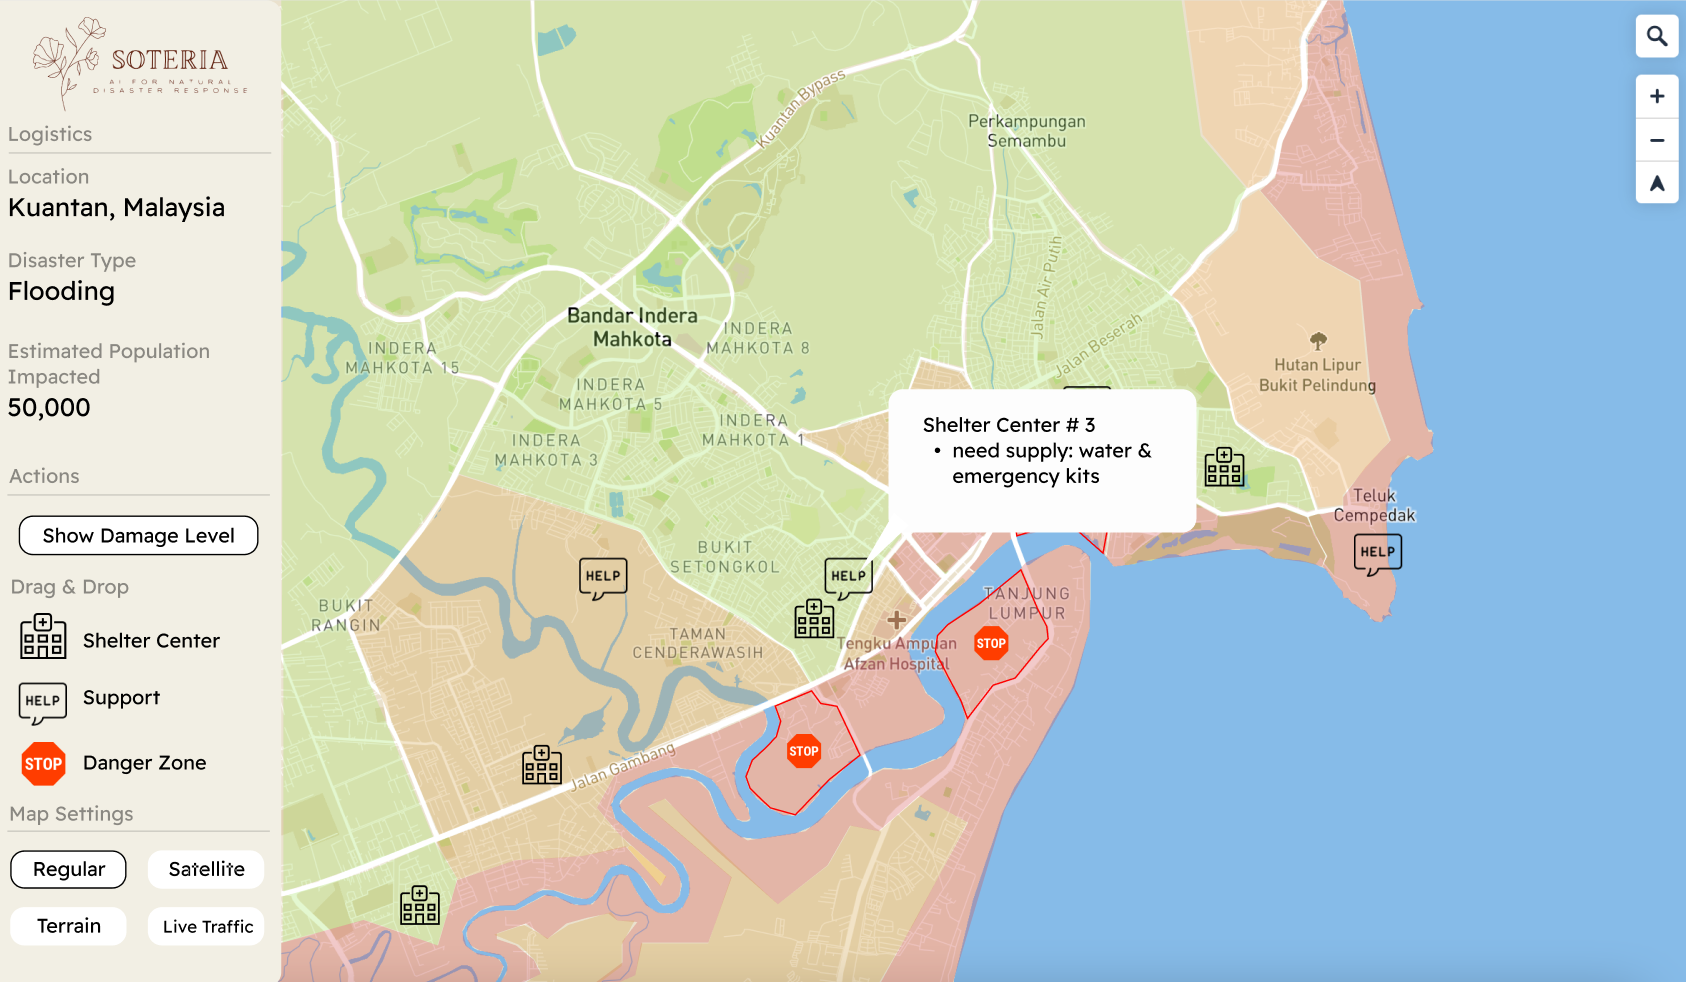 SOTERIA
AI FOR NATURAL
DISASTER RESPONSE
Logistics
Location
Kuantan, Malaysia
Disaster Type
Flooding
Estimated Population
Impacted
50,000
Actions
Show Damage Level
Drag & Drop
Shelter Center
HELP
Support
STOP
Danger Zone
Map Settings
Regular
Satellite
Terrain
Live Traffic
Kuantan Bypass
Perkampungan
Semambu
Jalan Air Putih
Jalan Beserah
Bandar Indera
Mahkota
INDERA
MAHKOTA 8
INDERA
MAHKOTA 15
INDERA
MAHKOTA 5
INDERA
MAHKOTA 1
INDERA
MAHKOTA 3
Hutan Lipur
Bukit Pelindung
Shelter Center # 3
• need supply: water &
emergency kits
Teluk
Cempedak
HELP
BUKIT
SETONGKOL
HELP
HELP
BUKIT
RANGIN
TANJUNG
LUMPUR
TAMAN
CENDERAWASIH
Tengku Ampuan
Afzan Hospital
STOP
STOP
Jalan Gambang
+
−